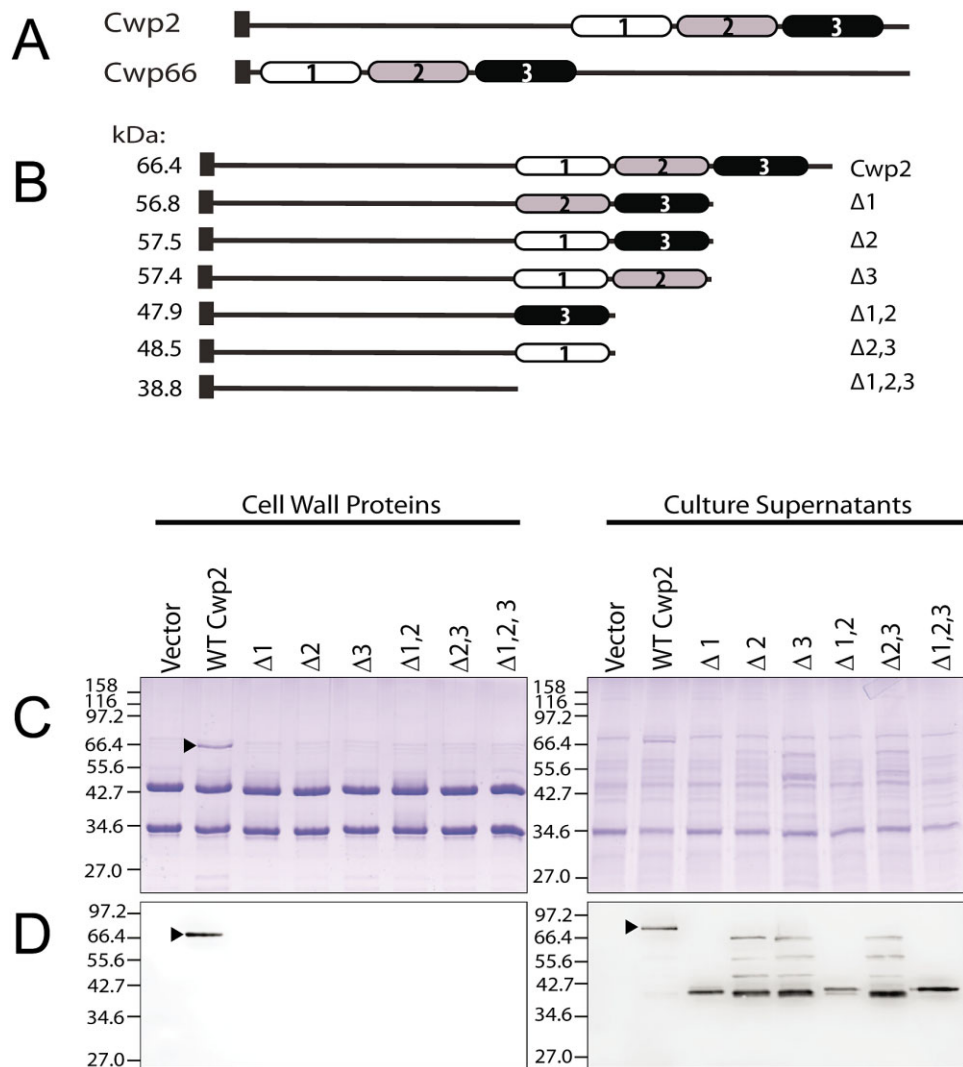 A
Cwp2
1 2 3
Cwp66
1 2 3
kDa:
B
66.4 1 2 3 Cwp2
56.8 2 3 Δ1
57.5 1 3 Δ2
57.4 1 2 Δ3
47.9 3 Δ1,2
48.5 1 Δ2,3
38.8 Δ1,2,3
Cell Wall Proteins
Culture Supernatants
Vector
WT Cwp2
Δ1
Δ2
Δ3
Δ1,2
Δ2,3
Δ1,2, 3
Vector
WT Cwp2
Δ 1
Δ 2
Δ 3
Δ1,2
Δ2,3
Δ1,2,3
C
158
116
97.2
66.4
55.6
42.7
34.6
27.0
158
116
97.2
66.4
55.6
42.7
34.6
27.0
D
97.2
66.4
55.6
42.7
34.6
27.0
97.2
66.4
55.6
42.7
34.6
27.0